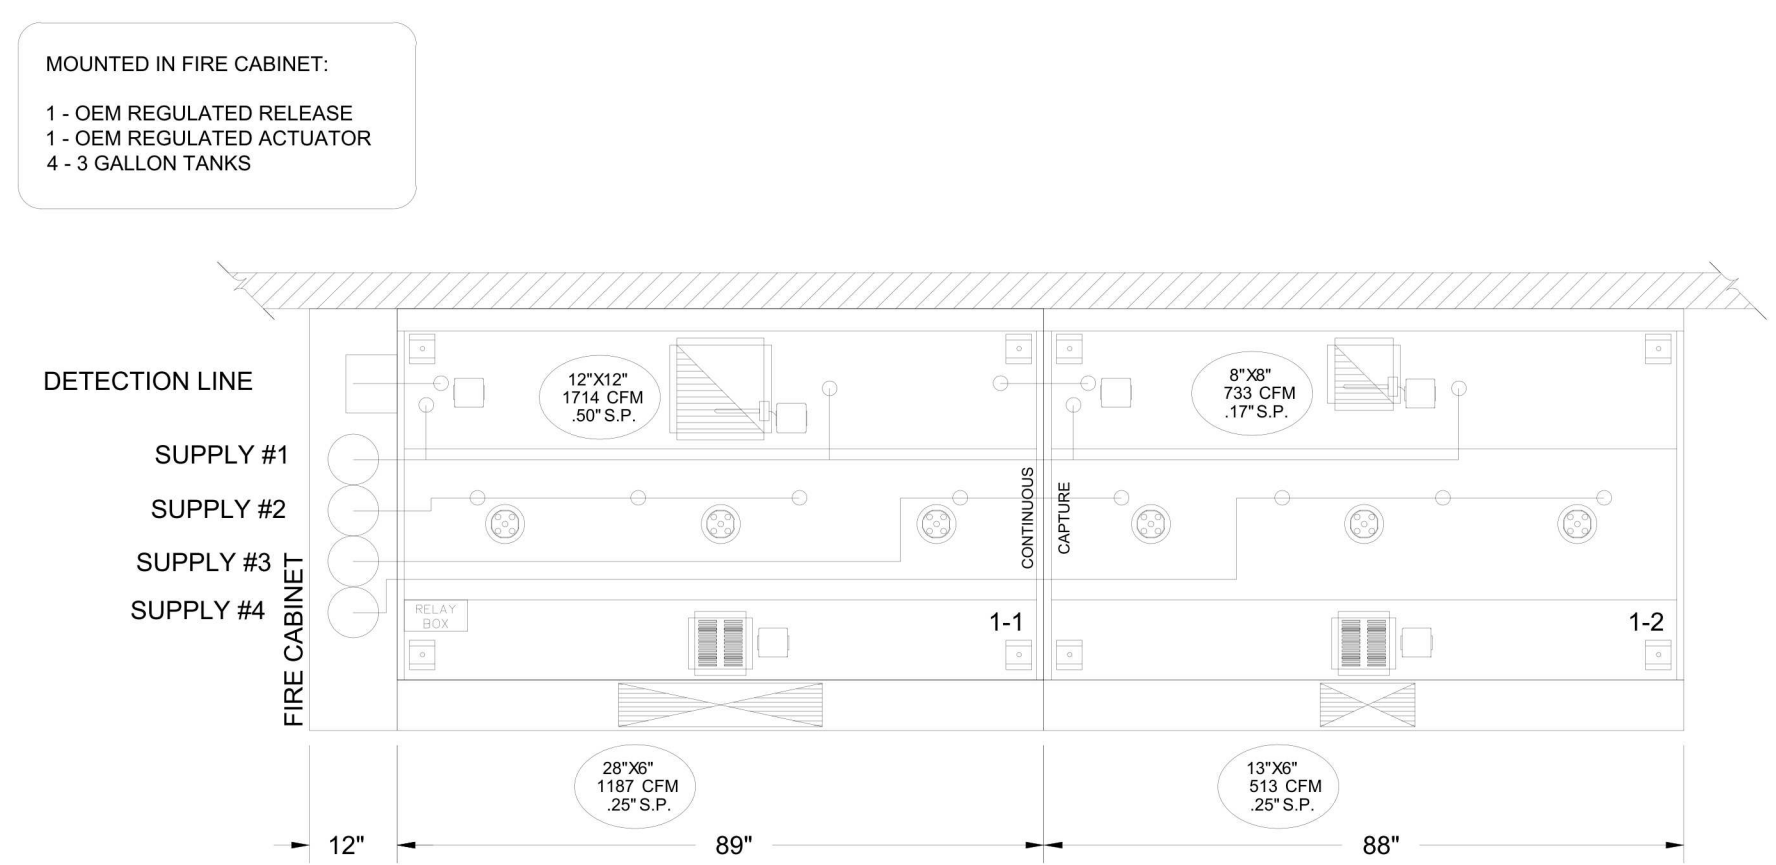 MOUNTED IN FIRE CABINET:
1 - OEM REGULATED RELEASE
1 - OEM REGULATED ACTUATOR
4 - 3 GALLON TANKS
DETECTION LINE
12"X12"
1714 CFM
.50" S.P.
8"X8"
733 CFM
.17" S.P.
SUPPLY #1
SUPPLY #2
SUPPLY #3
SUPPLY #4
FIRE CABINET
CONTINUOUS
CAPTURE
RELAY
BOX
1-1
1-2
28"X6"
1187 CFM
.25" S.P.
13"X6"
513 CFM
.25" S.P.
12"
89"
88"